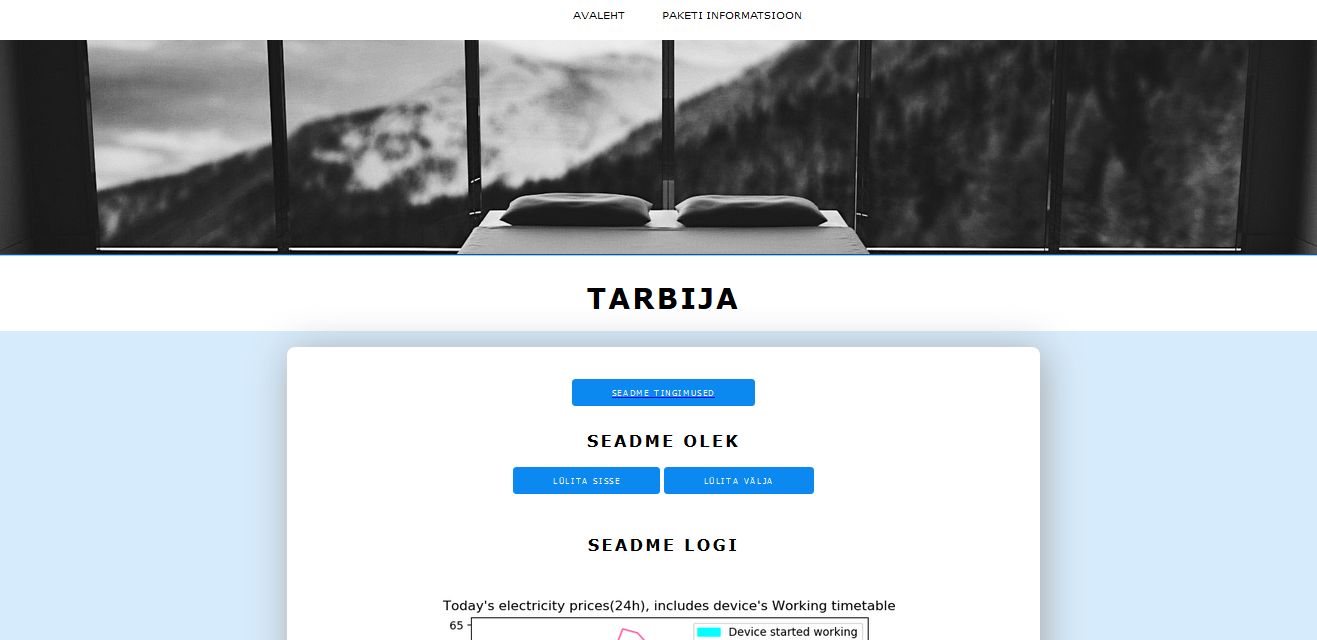 AVALEHT PAKETI INFORMATSIOON
TARBIJA
SEADME TINGIMUSED
SEADME OLEK
LÜLITA SISSE LÜLITA VÄLJA
SEADME LOGI
Today's electricity prices(24h), includes device's Working timetable
65
Device started working